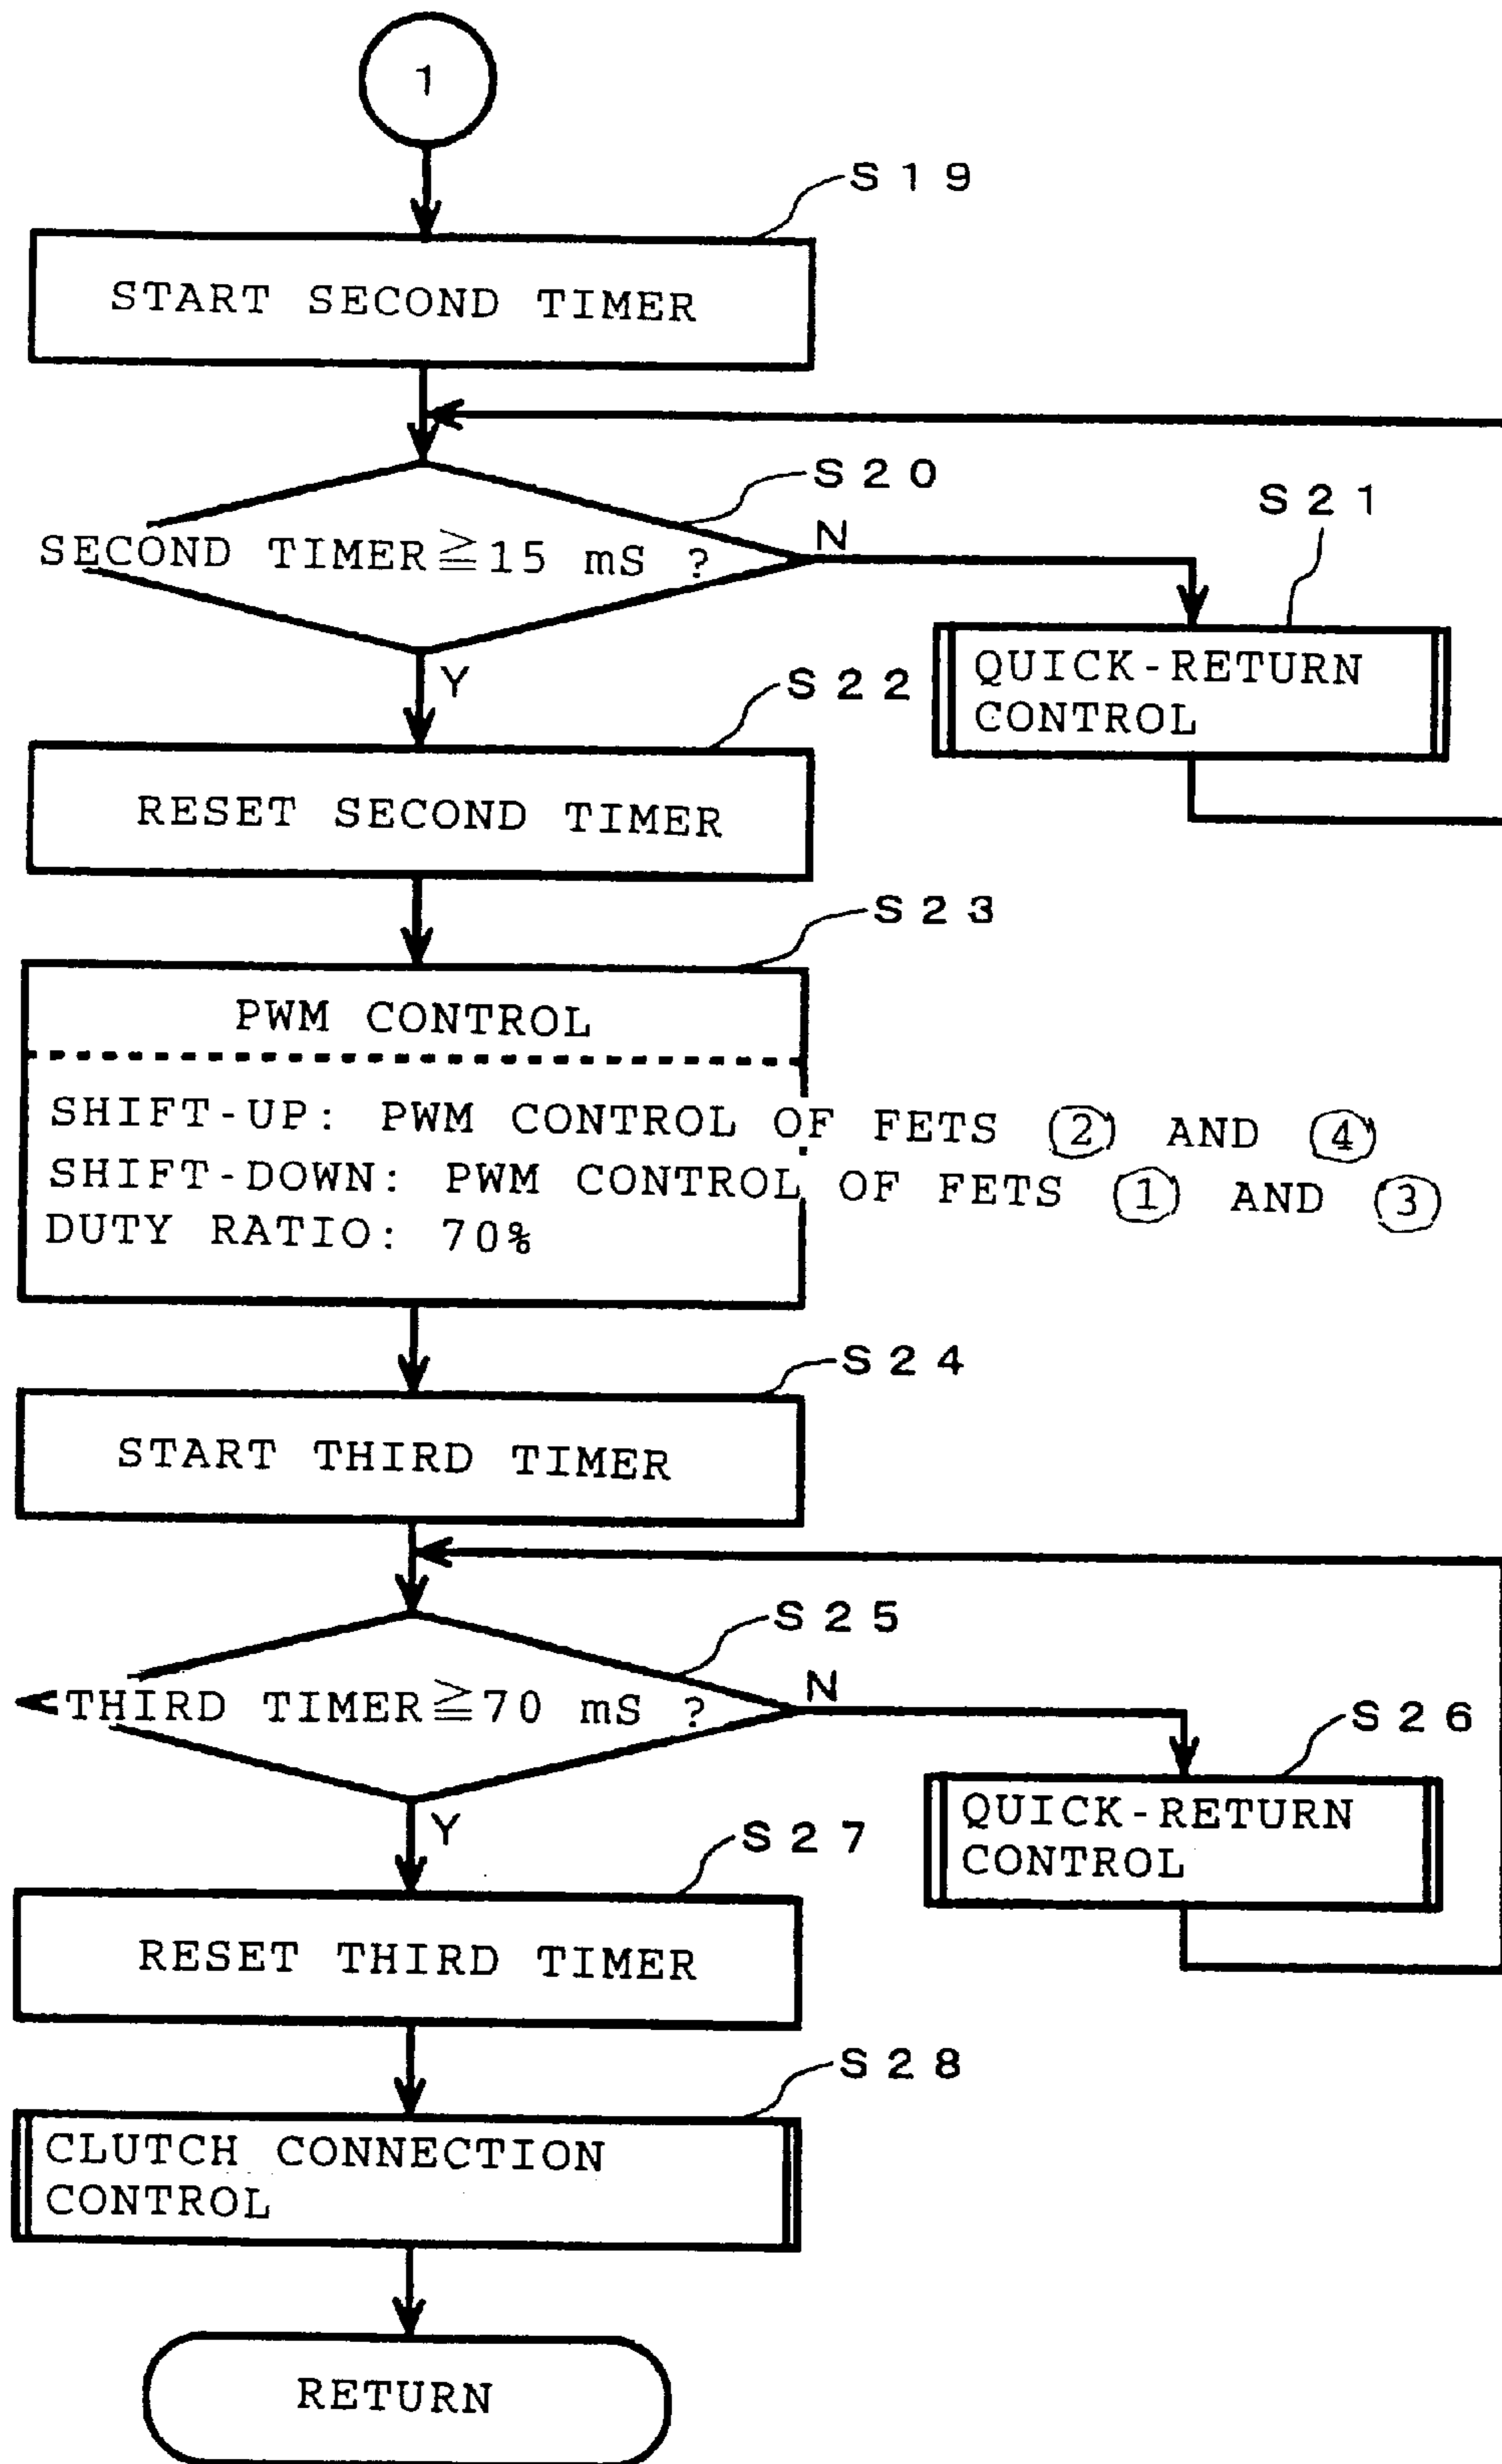 1
S19
START SECOND TIMER
S20
SECOND TIMER≧15 mS ?
N
S21
QUICK-RETURN
CONTROL
Y
S22
RESET SECOND TIMER
S23
PWM CONTROL
SHIFT-UP: PWM CONTROL OF FETS ② AND ④
SHIFT-DOWN: PWM CONTROL OF FETS ① AND ③
DUTY RATIO: 70%
S24
START THIRD TIMER
S25
THIRD TIMER≧70 mS ?
N
S26
QUICK-RETURN
CONTROL
Y
S27
RESET THIRD TIMER
S28
CLUTCH CONNECTION
CONTROL
RETURN